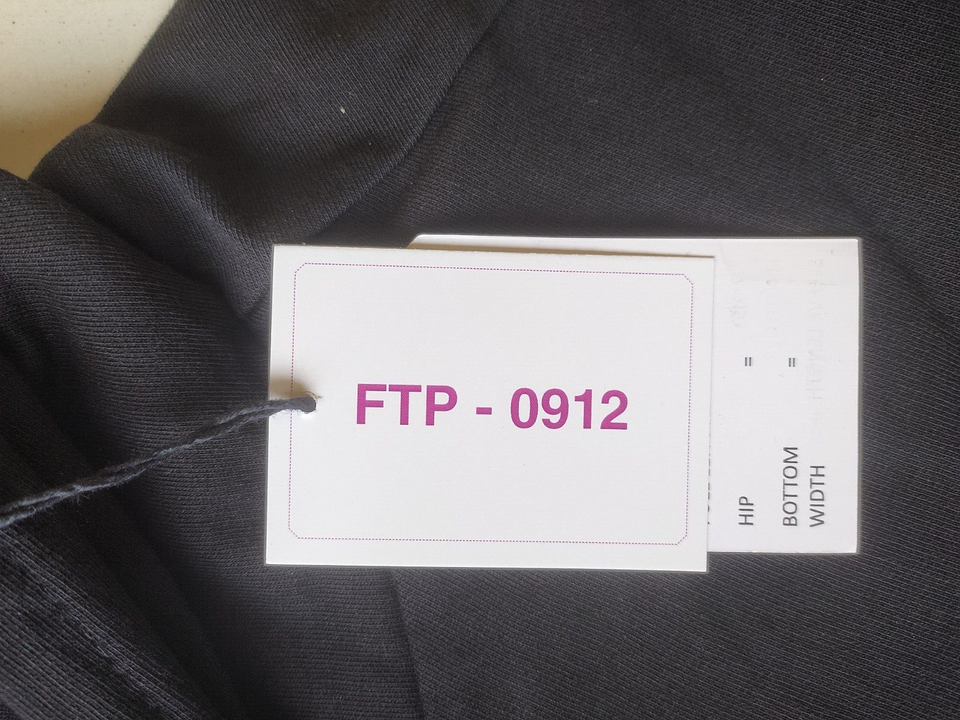 FTP - 0912
HIP =
BOTTOM =
WIDTH